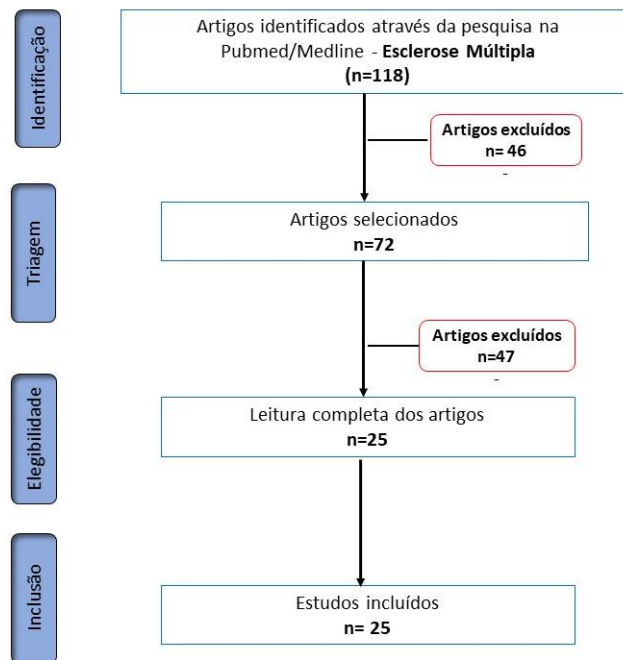 Identificação
Artigos identificados através da pesquisa na
Pubmed/Medline - Esclerose Múltipla
(n=118)
Artigos excluídos
n= 46
-
Triagem
Artigos selecionados
n=72
Artigos excluídos
n=47
-
Elegibilidade
Leitura completa dos artigos
n=25
Inclusão
Estudos incluídos
n= 25